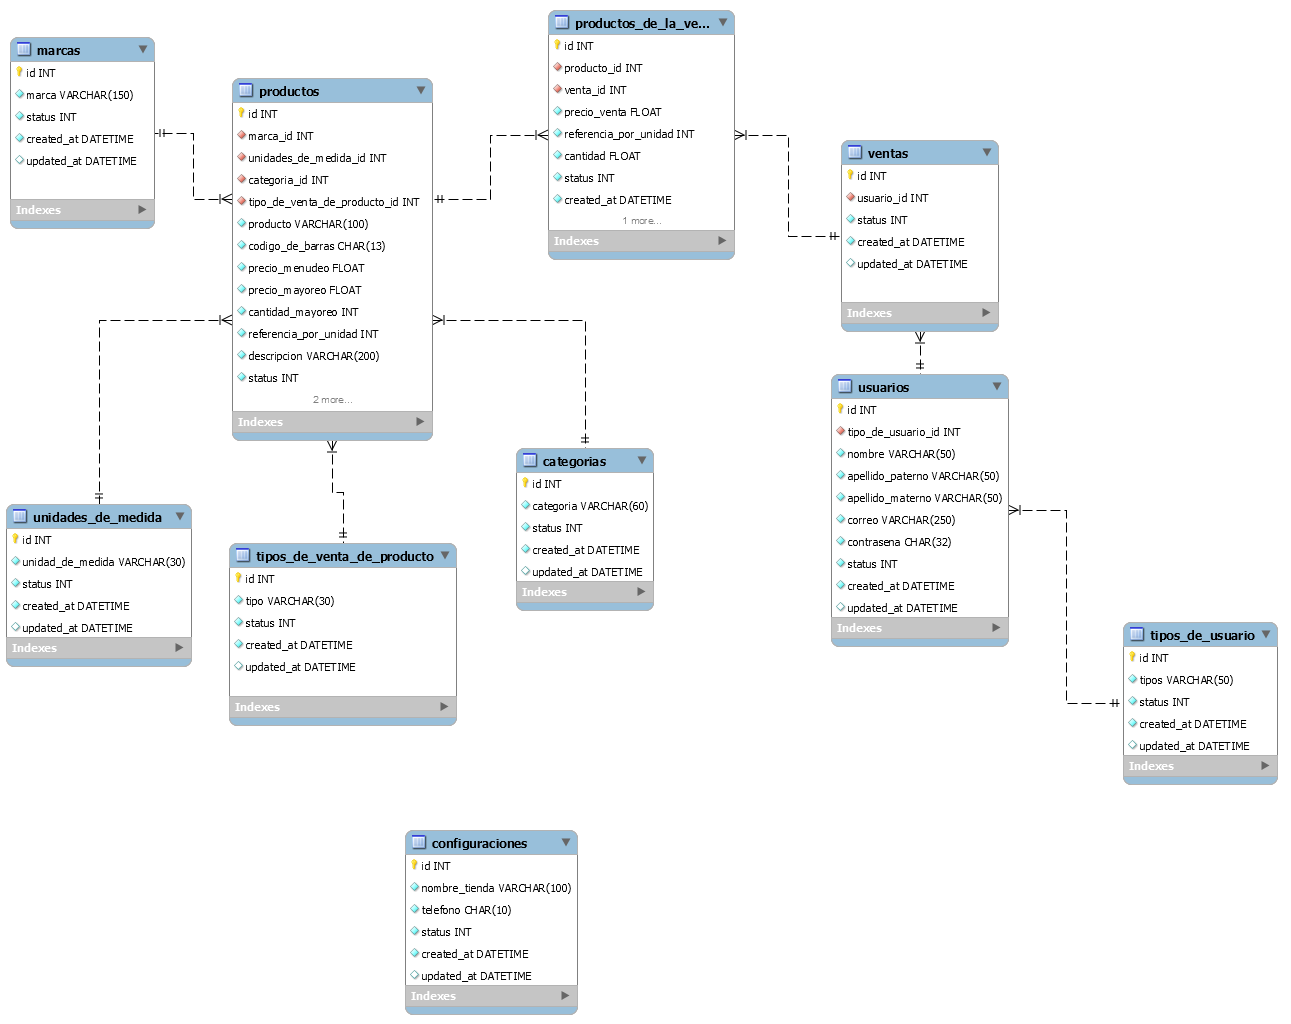 marcas
id INT
marca VARCHAR(150)
status INT
created_at DATETIME
updated_at DATETIME
Indexes
productos
id INT
marca_id INT
unidades_de_medida_id INT
categoria_id INT
tipo_de_venta_de_producto_id INT
producto VARCHAR(100)
codigo_de_barras CHAR(13)
precio_menudeo FLOAT
precio_mayoreo FLOAT
cantidad_mayoreo INT
referencia_por_unidad INT
descripcion VARCHAR(200)
status INT
2 more...
Indexes
productos_de_la_ve...
id INT
producto_id INT
venta_id INT
precio_venta FLOAT
referencia_por_unidad INT
cantidad FLOAT
status INT
created_at DATETIME
1 more...
Indexes
ventas
id INT
usuario_id INT
status INT
created_at DATETIME
updated_at DATETIME
Indexes
usuarios
id INT
tipo_de_usuario_id INT
nombre VARCHAR(50)
apellido_paterno VARCHAR(50)
apellido_materno VARCHAR(50)
correo VARCHAR(250)
contrasena CHAR(32)
status INT
created_at DATETIME
updated_at DATETIME
Indexes
categorias
id INT
categoria VARCHAR(60)
status INT
created_at DATETIME
updated_at DATETIME
Indexes
unidades_de_medida
id INT
unidad_de_medida VARCHAR(30)
status INT
created_at DATETIME
updated_at DATETIME
Indexes
tipos_de_venta_de_producto
id INT
tipo VARCHAR(30)
status INT
created_at DATETIME
updated_at DATETIME
Indexes
tipos_de_usuario
id INT
tipos VARCHAR(50)
status INT
created_at DATETIME
updated_at DATETIME
Indexes
configuraciones
id INT
nombre_tienda VARCHAR(100)
telefono CHAR(10)
status INT
created_at DATETIME
updated_at DATETIME
Indexes